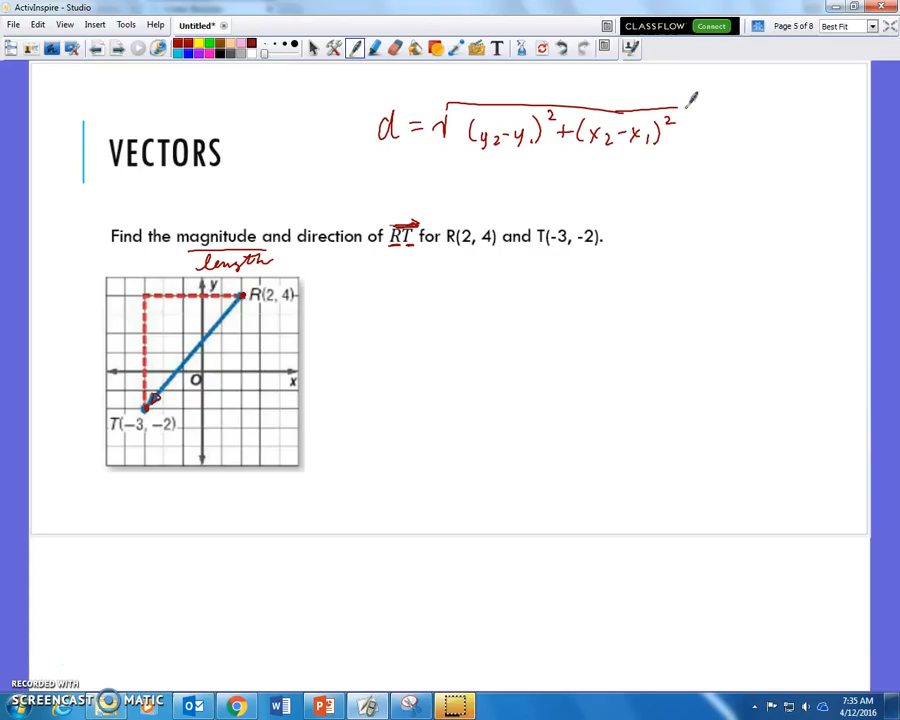 ActivInspire - Studio
File Edit View Insert Tools Help Untitled* CLASSFLOW Connect Page 5 of 8 Best Fit
d = √(y₂-y₁)² + (x₂-x₁)²
VECTORS
Find the magnitude and direction of RT for R(2, 4) and T(-3, -2).
length
y
R(2, 4)
O
x
T(−3, −2)
RECORDED WITH
SCREENCAST MATIC
7:35 AM
4/12/2016